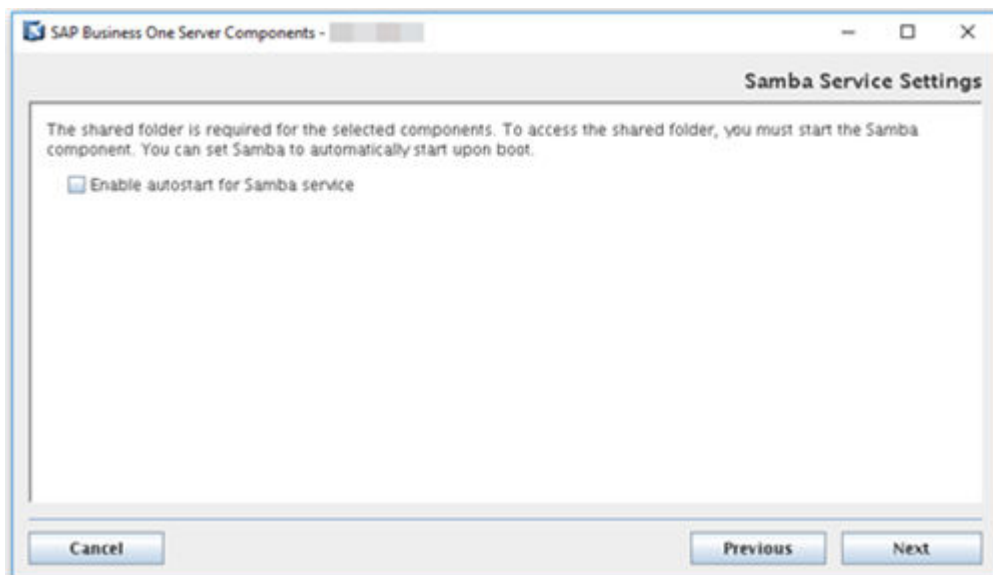 SAP Business One Server Components -
Samba Service Settings
The shared folder is required for the selected components. To access the shared folder, you must start the Samba
component. You can set Samba to automatically start upon boot.
Enable autostart for Samba service
Cancel
Previous
Next